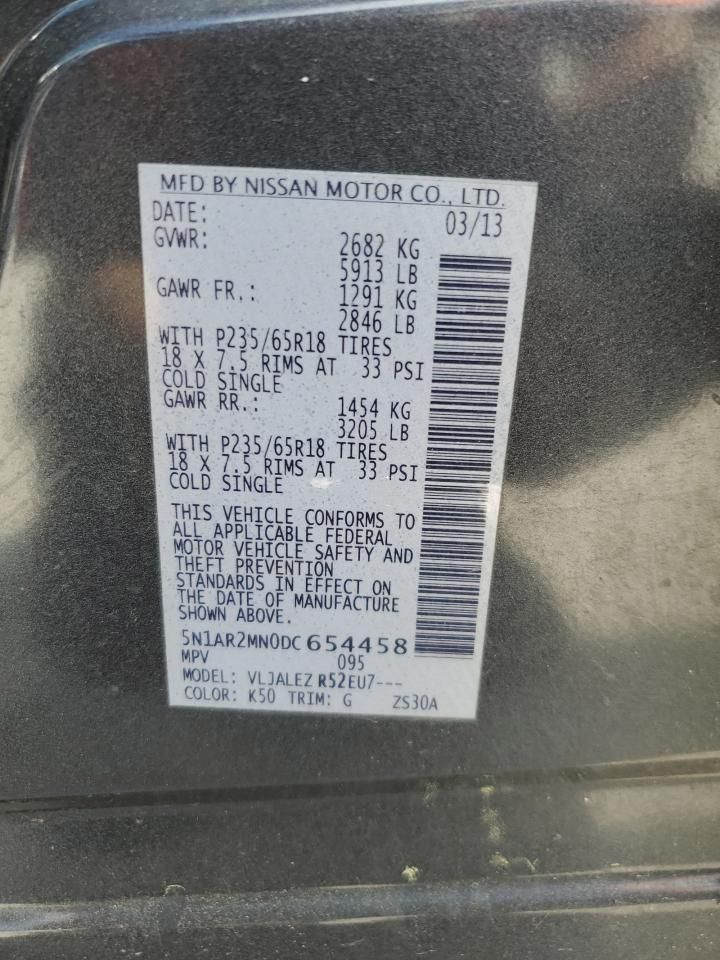 MFD BY NISSAN MOTOR CO., LTD.
DATE: 03/13
GVWR: 2682 KG
5913 LB
GAWR FR.: 1291 KG
2846 LB
WITH P235/65R18 TIRES
18 X 7.5 RIMS AT 33 PSI
COLD SINGLE
GAWR RR.: 1454 KG
3205 LB
WITH P235/65R18 TIRES
18 X 7.5 RIMS AT 33 PSI
COLD SINGLE
THIS VEHICLE CONFORMS TO
ALL APPLICABLE FEDERAL
MOTOR VEHICLE SAFETY AND
THEFT PREVENTION
STANDARDS IN EFFECT ON
THE DATE OF MANUFACTURE
SHOWN ABOVE.
5N1AR2MN0DC654458
MPV 095
MODEL: VLJALEZ R52EU7---
COLOR: K50 TRIM: G ZS30A